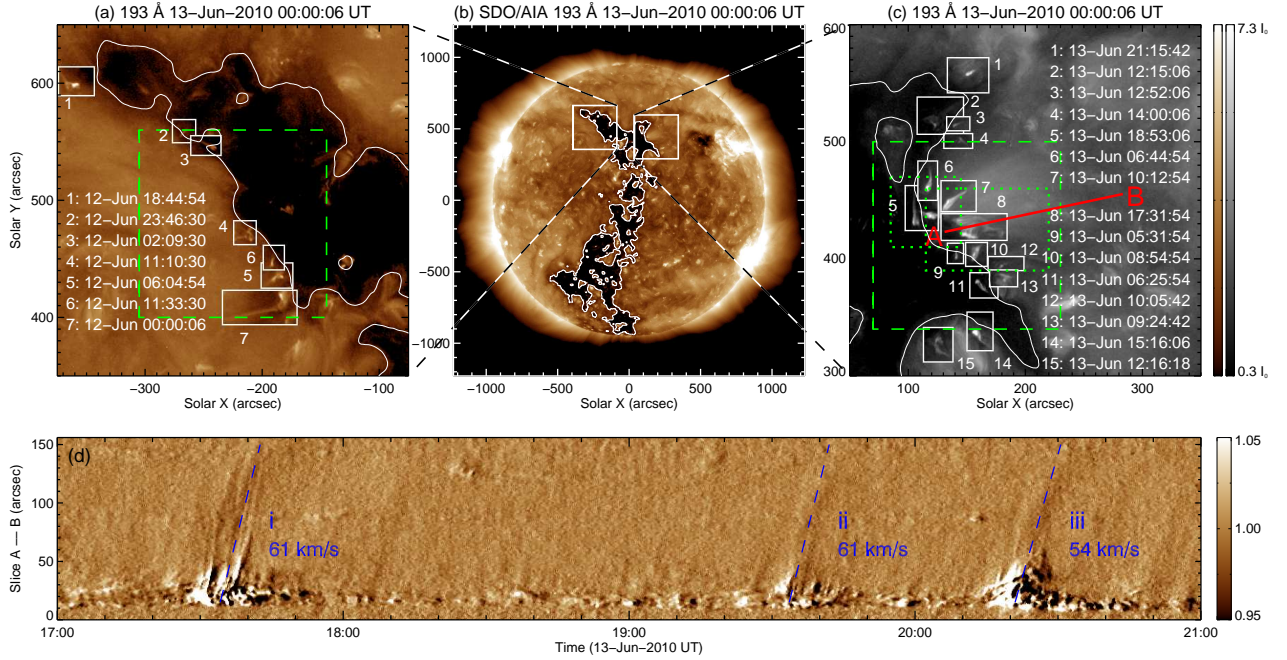 (a) 193 Å 13−Jun−2010 00:00:06 UT
600
500
400
Solar Y (arcsec)
−300
−200
−100
Solar X (arcsec)
1
2
3
4
6
5
7
1: 12−Jun 18:44:54
2: 12−Jun 23:46:30
3: 12−Jun 02:09:30
4: 12−Jun 11:10:30
5: 12−Jun 06:04:54
6: 12−Jun 11:33:30
7: 12−Jun 00:00:06
(b) SDO/AIA 193 Å 13−Jun−2010 00:00:06 UT
1000
500
0
−500
−1000
−1000
−500
0
500
1000
Solar X (arcsec)
(c) 193 Å 13−Jun−2010 00:00:06 UT
600
500
400
300
100
200
300
Solar X (arcsec)
1
2
3
4
6
7
5
8
9
10
12
11
13
15
14
A
B
1: 13−Jun 21:15:42
2: 13−Jun 12:15:06
3: 13−Jun 12:52:06
4: 13−Jun 14:00:06
5: 13−Jun 18:53:06
6: 13−Jun 06:44:54
7: 13−Jun 10:12:54
8: 13−Jun 17:31:54
9: 13−Jun 05:31:54
10: 13−Jun 08:54:54
11: 13−Jun 06:25:54
12: 13−Jun 10:05:42
13: 13−Jun 09:24:42
14: 13−Jun 15:16:06
15: 13−Jun 12:16:18
7.3 I₀
0.3 I₀
(d)
150
100
50
0
Slice A — B (arcsec)
i
61 km/s
ii
61 km/s
iii
54 km/s
17:00
18:00
19:00
20:00
21:00
Time (13−Jun−2010 UT)
1.05
1.00
0.95